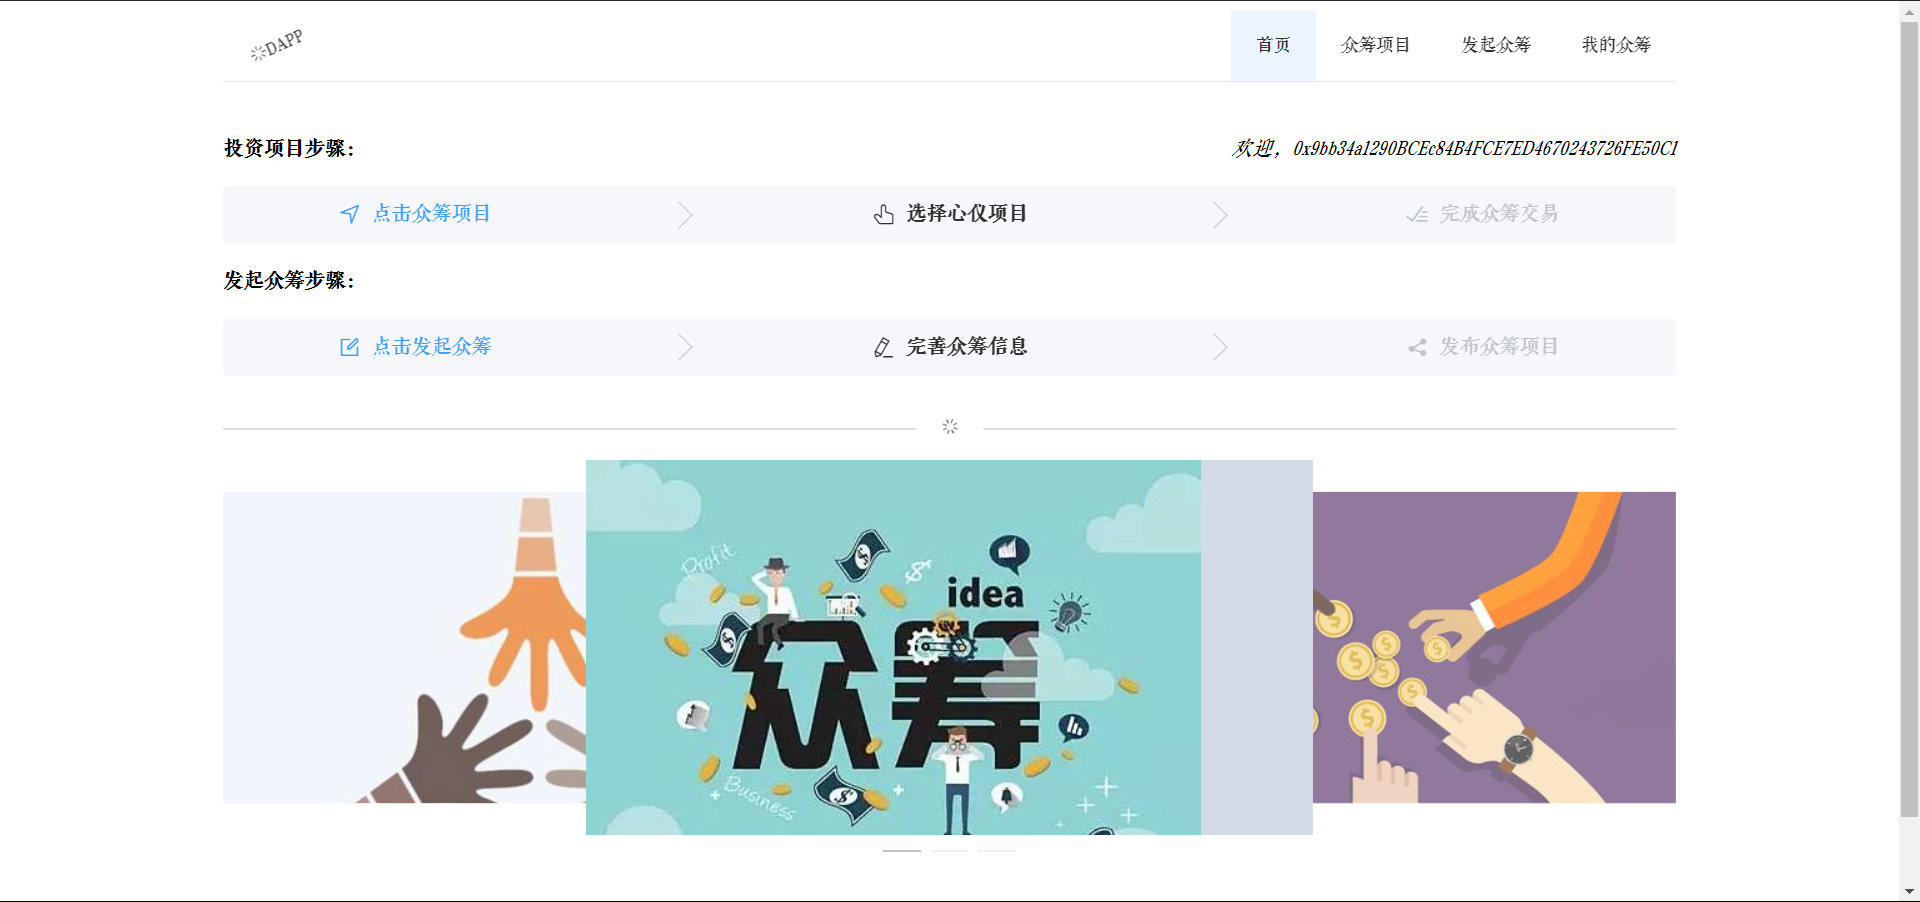 DAPP
首页
众筹项目
发起众筹
我的众筹
投资项目步骤：
欢迎，0x9bb34a1290BCEc84B4FCE7ED4670243726FE50C1
点击众筹项目
选择心仪项目
完成众筹交易
发起众筹步骤：
点击发起众筹
完善众筹信息
发布众筹项目
Profit
idea
众筹
Business